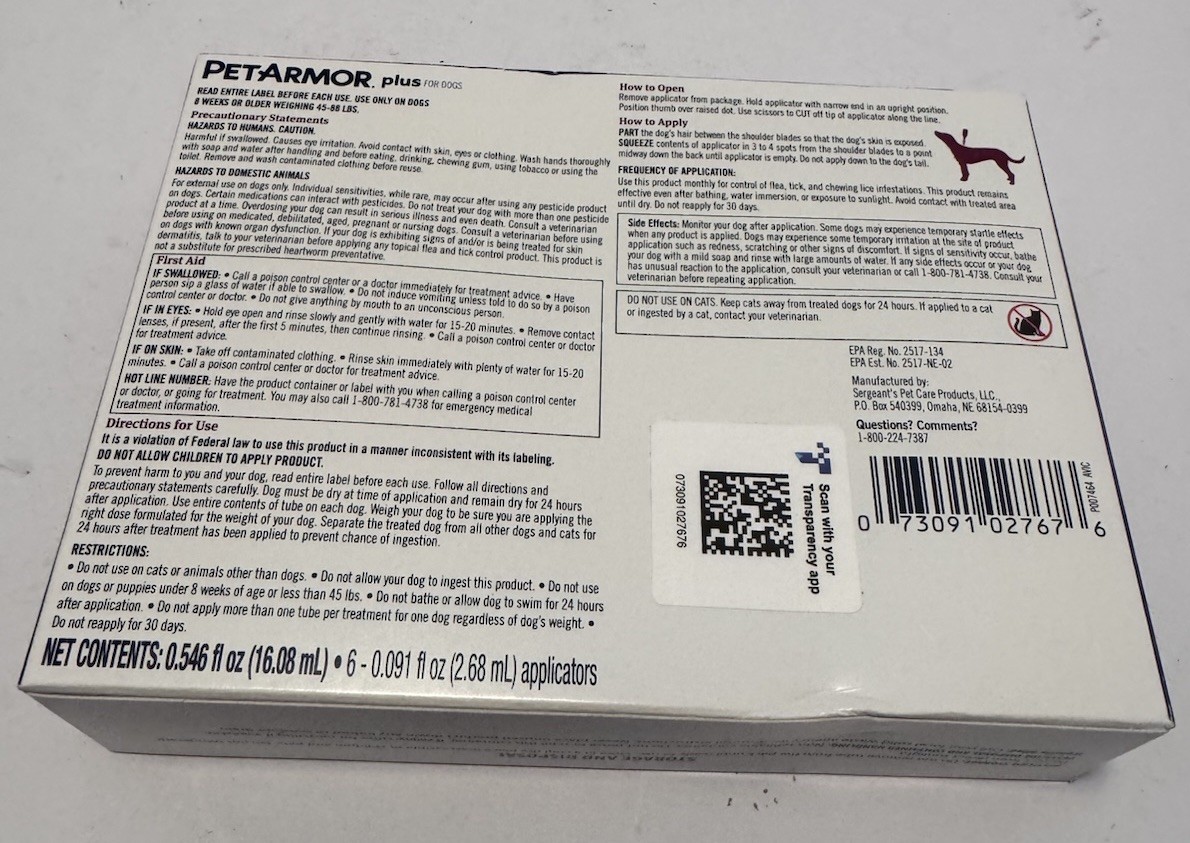 PETARMOR. plus FOR DOGS
READ ENTIRE LABEL BEFORE EACH USE. USE ONLY ON DOGS
8 WEEKS OR OLDER WEIGHING 45-88 LBS.
Precautionary Statements
HAZARDS TO HUMANS. CAUTION.
Harmful if swallowed. Causes eye irritation. Avoid contact with skin, eyes or clothing. Wash hands thoroughly
with soap and water after handling and before eating, drinking, chewing gum, using tobacco or using the
toilet. Remove and wash contaminated clothing before reuse.
HAZARDS TO DOMESTIC ANIMALS
For external use on dogs only. Individual sensitivities, while rare, may occur after using any pesticide product
on dogs. Certain medications can interact with pesticides. Do not treat your dog with more than one pesticide
product at a time. Overdosing your dog can result in serious illness and even death. Consult a veterinarian
before using on medicated, debilitated, aged, pregnant or nursing dogs. Consult a veterinarian before using
on dogs with known organ dysfunction. If your dog is exhibiting signs of and/or is being treated for skin
dermatitis, talk to your veterinarian before applying any topical flea and tick control product. This product is
not a substitute for prescribed heartworm preventative.
First Aid
IF SWALLOWED: • Call a poison control center or a doctor immediately for treatment advice. • Have
person sip a glass of water if able to swallow. • Do not induce vomiting unless told to do so by a poison
control center or doctor. • Do not give anything by mouth to an unconscious person.
IF IN EYES: • Hold eye open and rinse slowly and gently with water for 15-20 minutes. • Remove contact
lenses, if present, after the first 5 minutes, then continue rinsing. • Call a poison control center or doctor
for treatment advice.
IF ON SKIN: • Take off contaminated clothing. • Rinse skin immediately with plenty of water for 15-20
minutes. • Call a poison control center or doctor for treatment advice.
HOT LINE NUMBER: Have the product container or label with you when calling a poison control center
or doctor, or going for treatment. You may also call 1-800-781-4738 for emergency medical
treatment information.
Directions for Use
It is a violation of Federal law to use this product in a manner inconsistent with its labeling.
DO NOT ALLOW CHILDREN TO APPLY PRODUCT.
To prevent harm to you and your dog, read entire label before each use. Follow all directions and
precautionary statements carefully. Dog must be dry at time of application and remain dry for 24 hours
after application. Use entire contents of tube on each dog. Weigh your dog to be sure you are applying the
right dose formulated for the weight of your dog. Separate the treated dog from all other dogs and cats for
24 hours after treatment has been applied to prevent chance of ingestion.
RESTRICTIONS:
• Do not use on cats or animals other than dogs. • Do not allow your dog to ingest this product. • Do not use
on dogs or puppies under 8 weeks of age or less than 45 lbs. • Do not bathe or allow dog to swim for 24 hours
after application. • Do not apply more than one tube per treatment for one dog regardless of dog's weight. •
Do not reapply for 30 days.
NET CONTENTS: 0.546 fl oz (16.08 mL) • 6 - 0.091 fl oz (2.68 mL) applicators
How to Open
Remove applicator from package. Hold applicator with narrow end in an upright position.
Position thumb over raised dot. Use scissors to CUT off tip of applicator along the line.
How to Apply
PART the dog's hair between the shoulder blades so that the dog's skin is exposed.
SQUEEZE contents of applicator in 3 to 4 spots from the shoulder blades to a point
midway down the back until applicator is empty. Do not apply down to the dog's tail.
FREQUENCY OF APPLICATION:
Use this product monthly for control of flea, tick, and chewing lice infestations. This product remains
effective even after bathing, water immersion, or exposure to sunlight. Avoid contact with treated area
until dry. Do not reapply for 30 days.
Side Effects: Monitor your dog after application. Some dogs may experience temporary startle effects
when product is applied. Dogs may experience some temporary irritation at the site of product
application such as redness, scratching or other signs of discomfort. If signs of sensitivity occur, bathe
your dog with a mild soap and rinse with large amounts of water. If any side effects occur or your dog
has unusual reaction to the application, consult your veterinarian or call 1-800-781-4738. Consult your
veterinarian before repeating application.
DO NOT USE ON CATS. Keep cats away from treated dogs for 24 hours. If applied to a cat
or ingested by a cat, contact your veterinarian.
EPA Reg. No. 2517-134
EPA Est. No. 2517-NE-02
Manufactured by:
Sergeant's Pet Care Products, LLC.,
P.O. Box 540399, Omaha, NE 68154-0399
Questions? Comments?
1-800-224-7387
Scan with your
Transparency app
073091027676
0 73091 02767 6
P007464 AVIC
STORAGE AND DISPOSAL